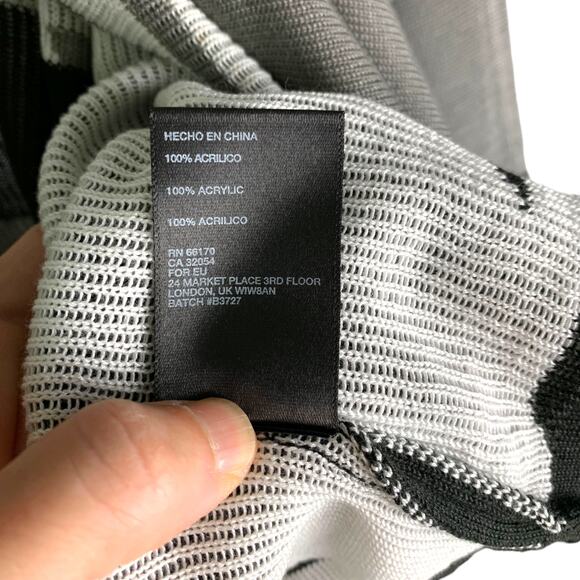 HECHO EN CHINA
100% ACRILICO
100% ACRYLIC
100% ACRILICO
RN 66170
CA 32054
FOR EU
24 MARKET PLACE 3RD FLOOR
LONDON, UK W1W8AN
BATCH #B3727